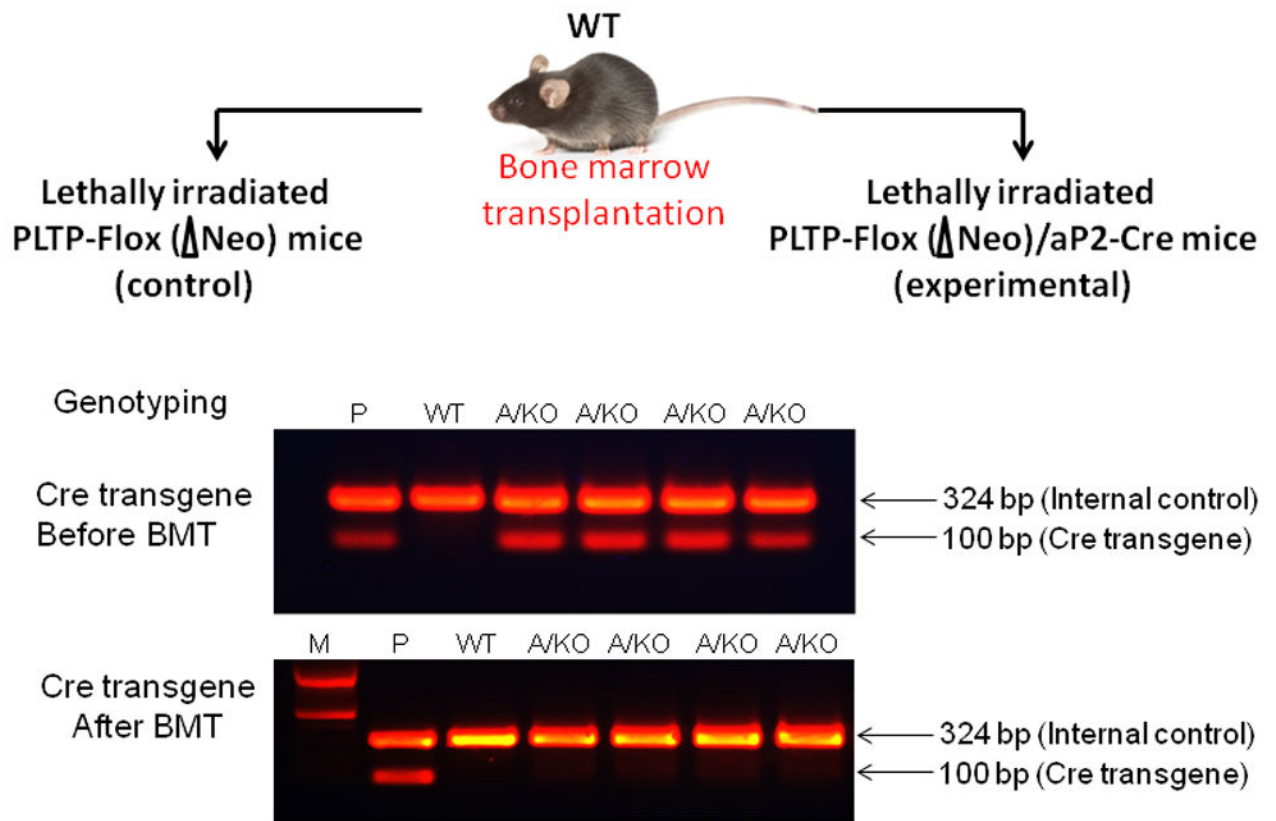 WT
Bone marrow
transplantation
Lethally irradiated
PLTP-Flox (ΔNeo) mice
(control)
Lethally irradiated
PLTP-Flox (ΔNeo)/aP2-Cre mice
(experimental)
Genotyping
P WT A/KO A/KO A/KO A/KO
Cre transgene
Before BMT
324 bp (Internal control)
100 bp (Cre transgene)
M P WT A/KO A/KO A/KO A/KO
Cre transgene
After BMT
324 bp (Internal control)
100 bp (Cre transgene)